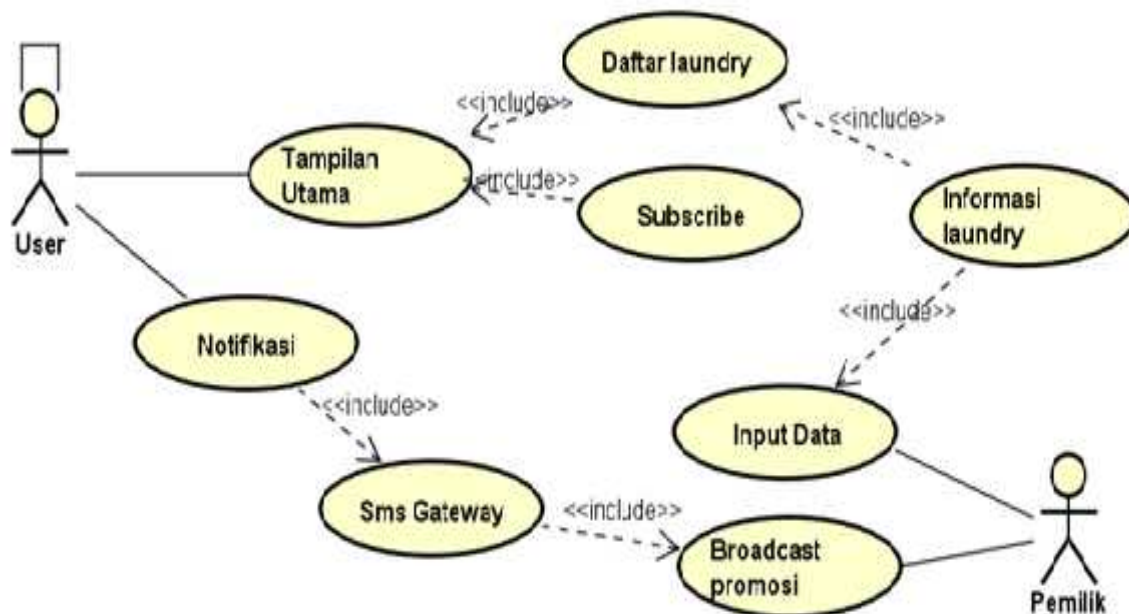 Daftar laundry
<<include>>
<<include>>
Tampilan
Utama
<<include>>
Subscribe
Informasi
laundry
User
<<include>>
Notifikasi
<<include>>
Input Data
Sms Gateway
<<include>>
Broadcast
promosi
Pemilik